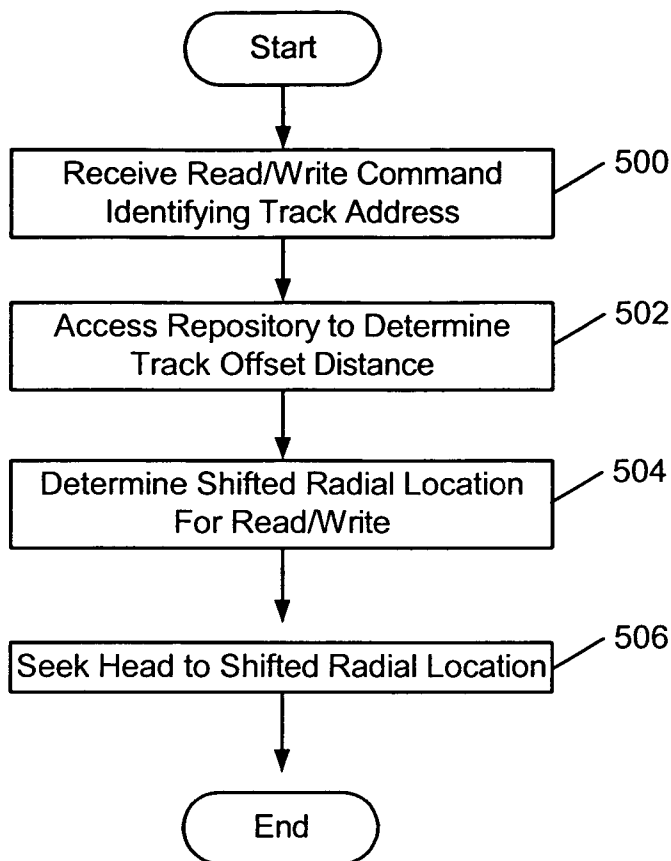 Start
Receive Read/Write Command
Identifying Track Address
500
Access Repository to Determine
Track Offset Distance
502
Determine Shifted Radial Location
For Read/Write
504
Seek Head to Shifted Radial Location
506
End